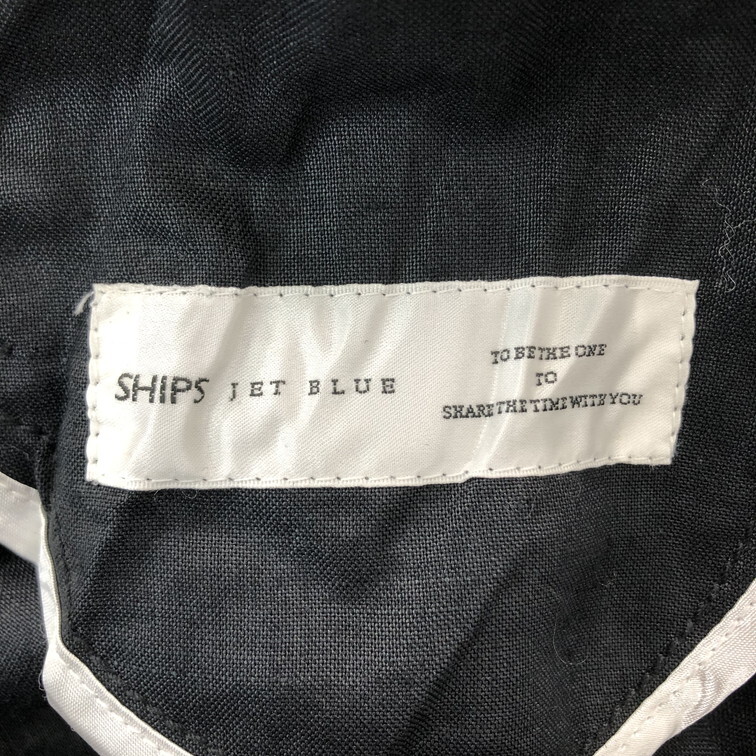 SHIPS JET BLUE
TO BE THE ONE
TO
SHARE THE TIME WITH YOU